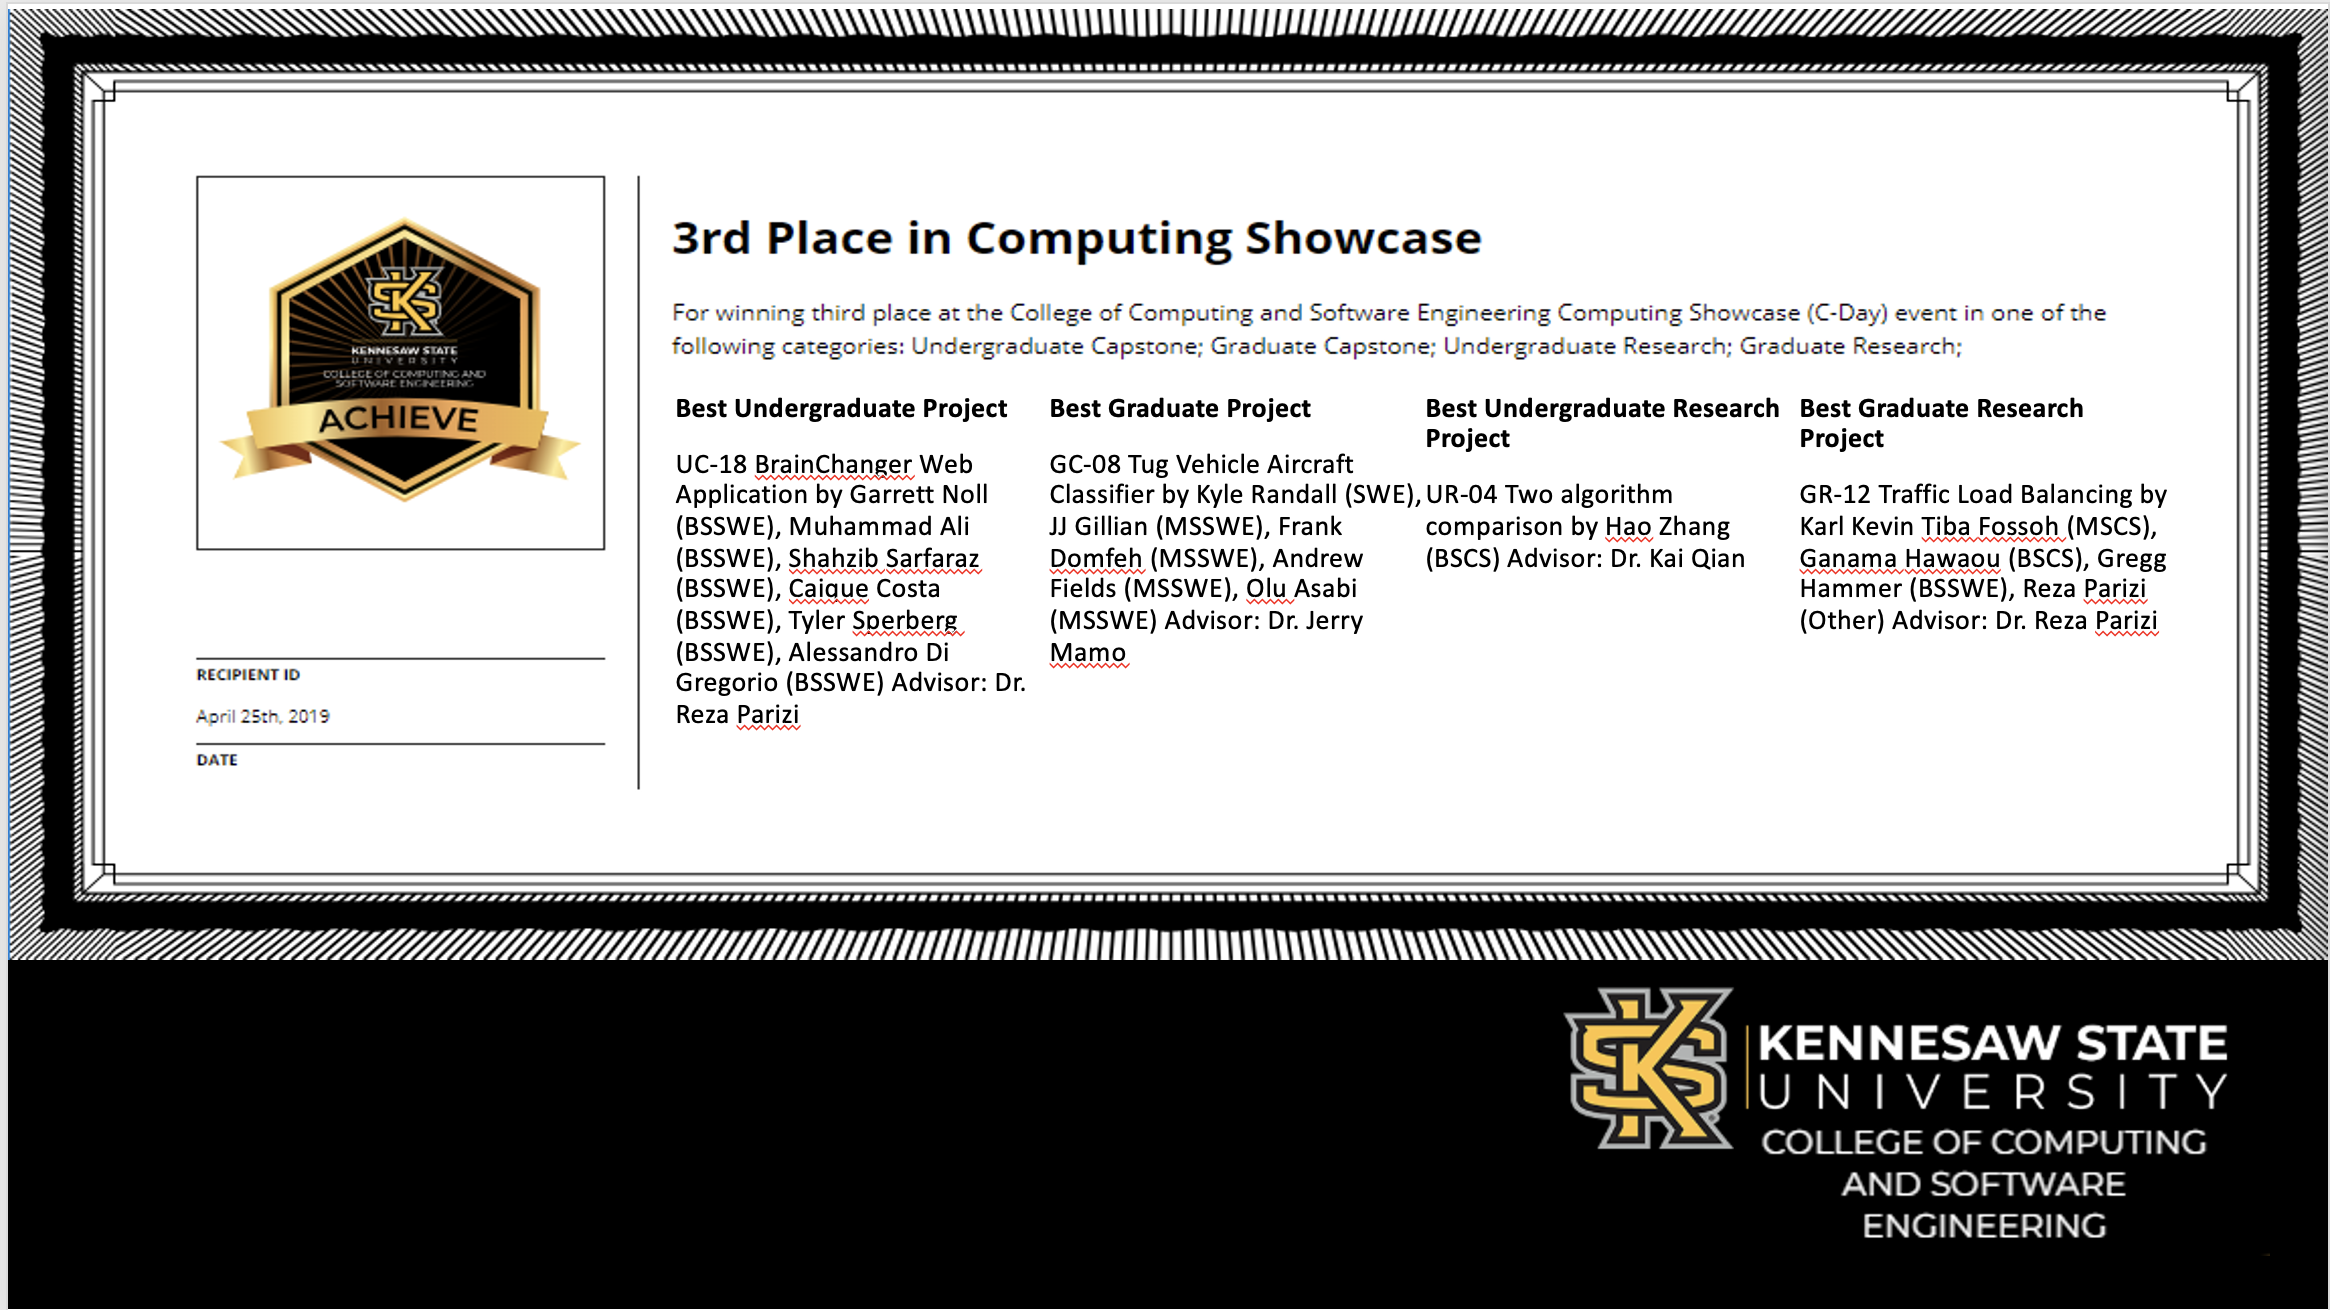 KENNESAW STATE
UNIVERSITY
COLLEGE OF COMPUTING AND
SOFTWARE ENGINEERING
ACHIEVE
RECIPIENT ID
April 25th, 2019
DATE
3rd Place in Computing Showcase
For winning third place at the College of Computing and Software Engineering Computing Showcase (C-Day) event in one of the
following categories: Undergraduate Capstone; Graduate Capstone; Undergraduate Research; Graduate Research;
Best Undergraduate Project
UC-18 BrainChanger Web
Application by Garrett Noll
(BSSWE), Muhammad Ali
(BSSWE), Shahzib Sarfaraz
(BSSWE), Caique Costa
(BSSWE), Tyler Sperberg
(BSSWE), Alessandro Di
Gregorio (BSSWE) Advisor: Dr.
Reza Parizi
Best Graduate Project
GC-08 Tug Vehicle Aircraft
Classifier by Kyle Randall (SWE),
JJ Gillian (MSSWE), Frank
Domfeh (MSSWE), Andrew
Fields (MSSWE), Olu Asabi
(MSSWE) Advisor: Dr. Jerry
Mamo
Best Undergraduate Research
Project
UR-04 Two algorithm
comparison by Hao Zhang
(BSCS) Advisor: Dr. Kai Qian
Best Graduate Research
Project
GR-12 Traffic Load Balancing by
Karl Kevin Tiba Fossoh (MSCS),
Ganama Hawaou (BSCS), Gregg
Hammer (BSSWE), Reza Parizi
(Other) Advisor: Dr. Reza Parizi
KENNESAW STATE
UNIVERSITY
COLLEGE OF COMPUTING
AND SOFTWARE
ENGINEERING